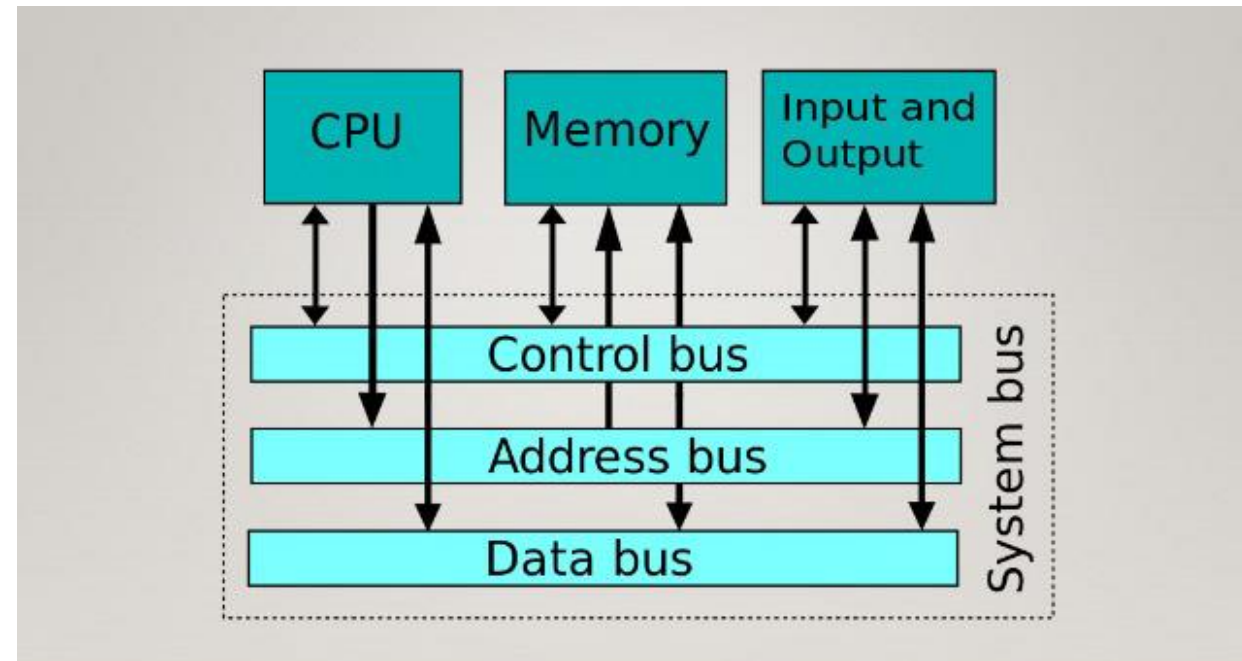 CPU
Memory
Input and
Output
Control bus
Address bus
Data bus
System bus